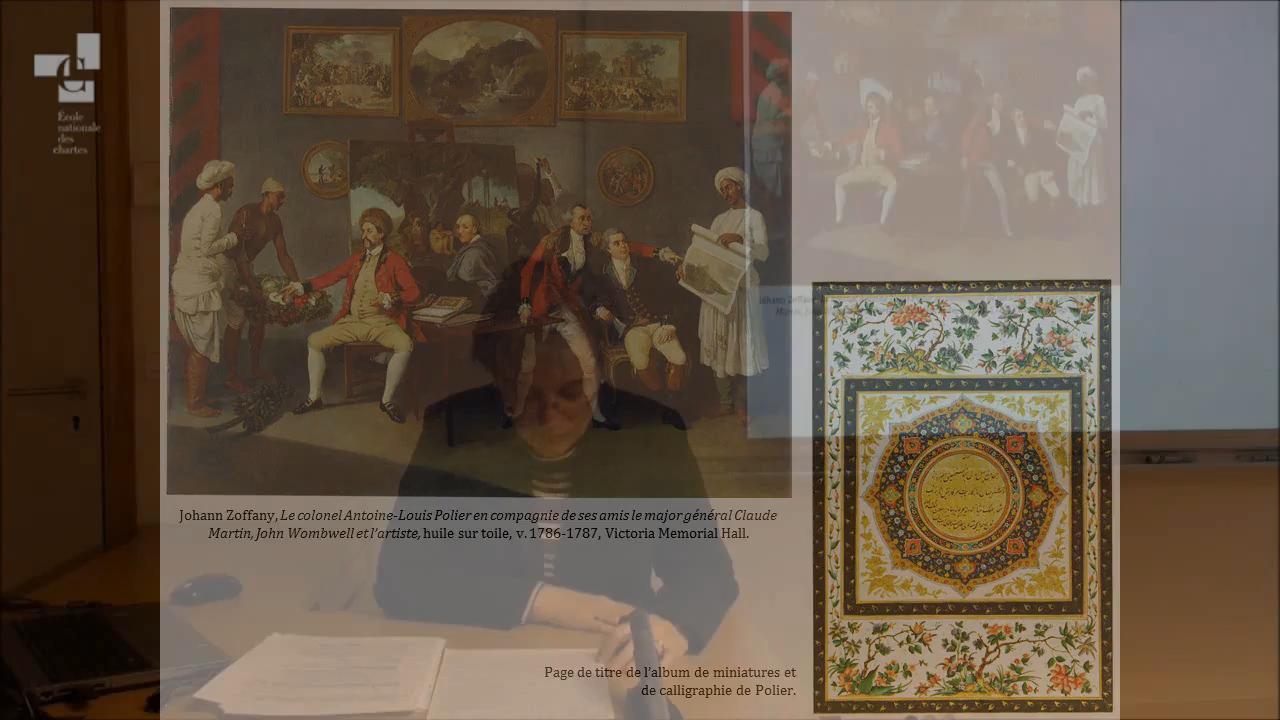 École
nationale
des
chartes
Johann Zoffany, Le colonel Antoine-Louis Polier en compagnie de ses amis le major général Claude
Martin, John Wombwell et l'artiste, huile sur toile, v. 1786-1787, Victoria Memorial Hall.
Page de titre de l'album de miniatures et
de calligraphie de Polier.